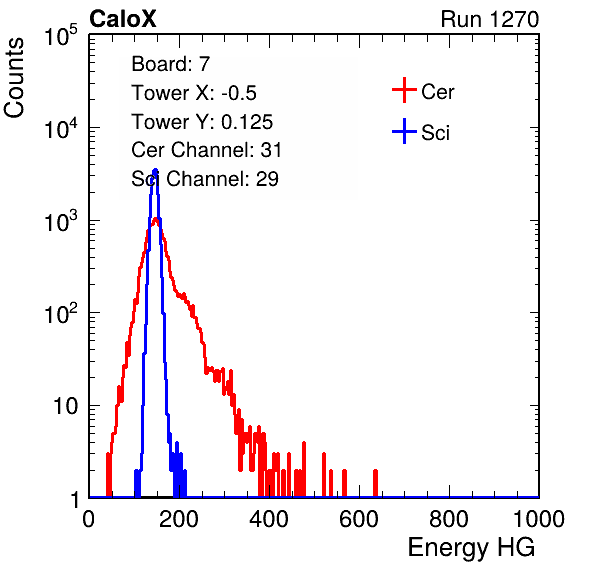 CaloX Run 1270
Counts
Board: 7
Tower X: -0.5
Tower Y: 0.125
Cer Channel: 31
Sci Channel: 29
Cer
Sci
10^5
10^4
10^3
10^2
10
1
0 200 400 600 800 1000
Energy HG